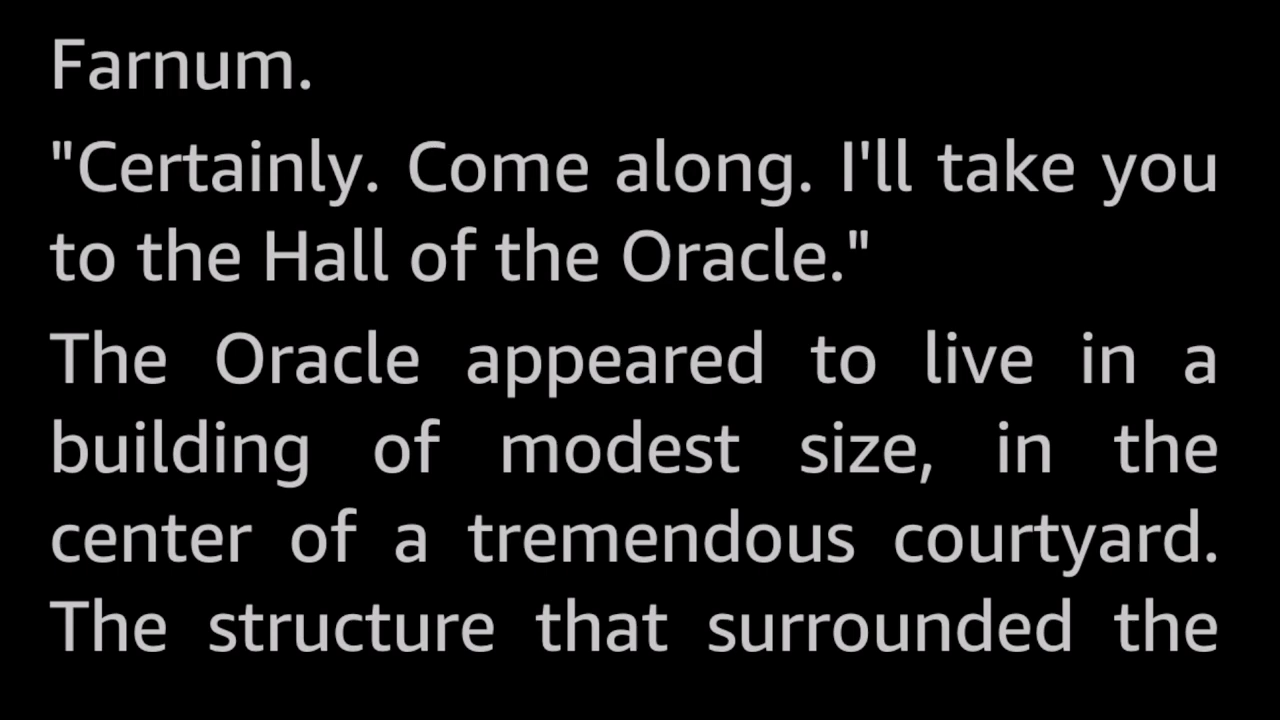 Farnum.
"Certainly. Come along. I'll take you
to the Hall of the Oracle."
The Oracle appeared to live in a
building of modest size, in the
center of a tremendous courtyard.
The structure that surrounded the